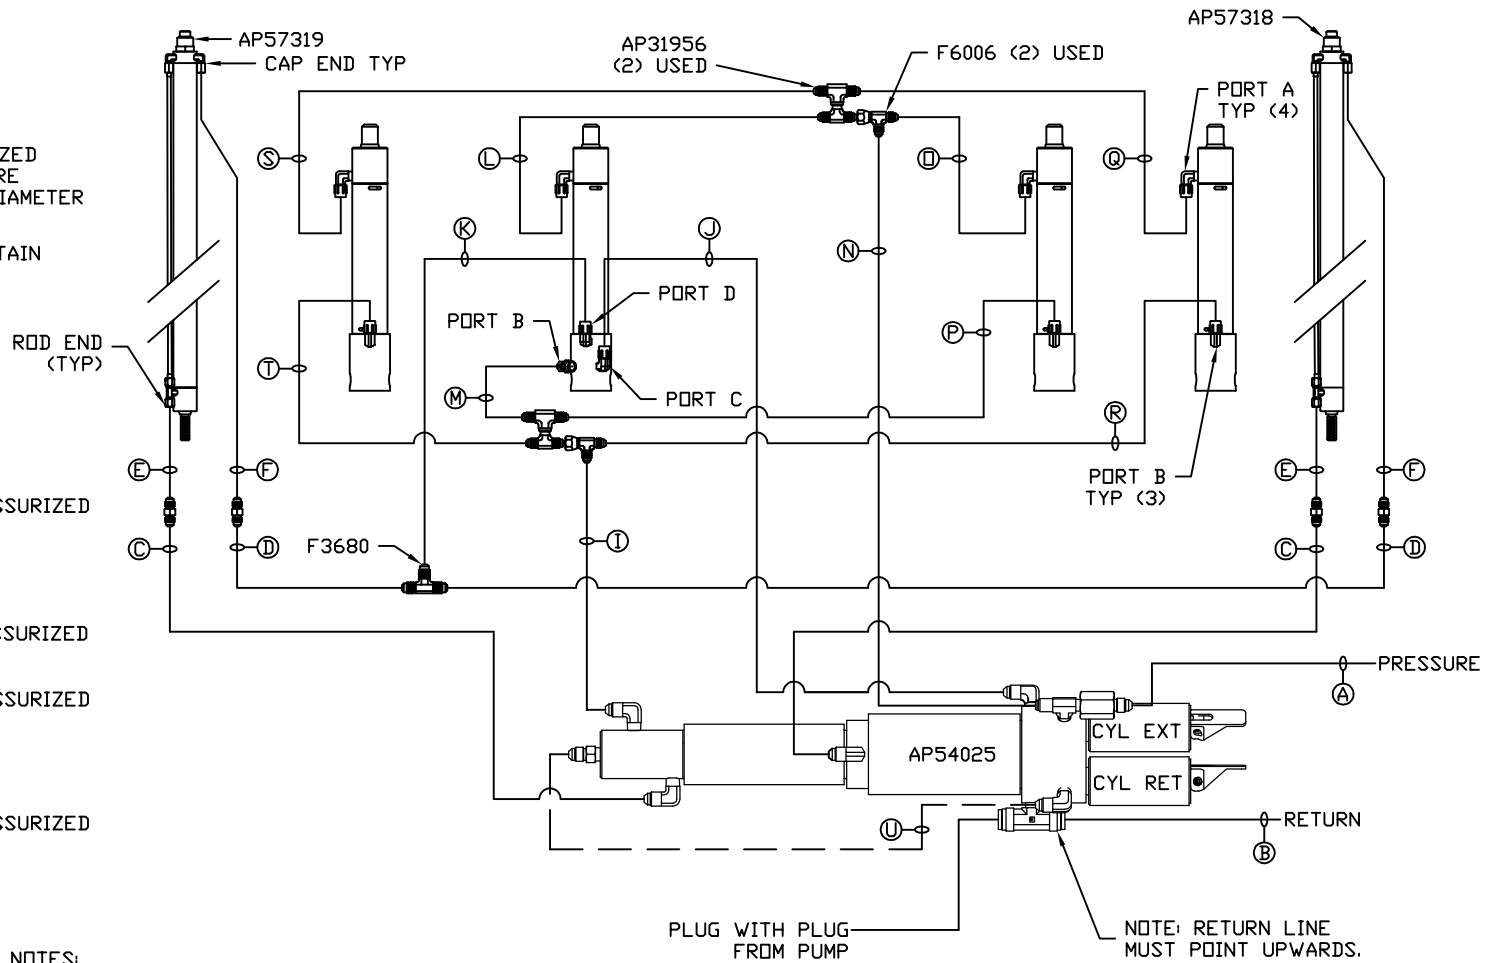 AP57319
CAP END TYP
AP31956
(2) USED
F6006 (2) USED
AP57318
PORT A
TYP (4)
ZED
RE
IAMETER
TAIN
S
L
O
Q
K
J
N
PORT D
PORT B
PORT C
P
ROD END
(TYP)
T
M
R
PORT B
TYP (3)
E
F
E
F
SSURIZED
C
D
F3680
I
C
D
SSURIZED
PRESSURE
A
SSURIZED
CYL EXT
AP54025
CYL RET
SSURIZED
U
RETURN
B
PLUG WITH PLUG
FROM PUMP
NOTE: RETURN LINE
MUST POINT UPWARDS.
NOTES: